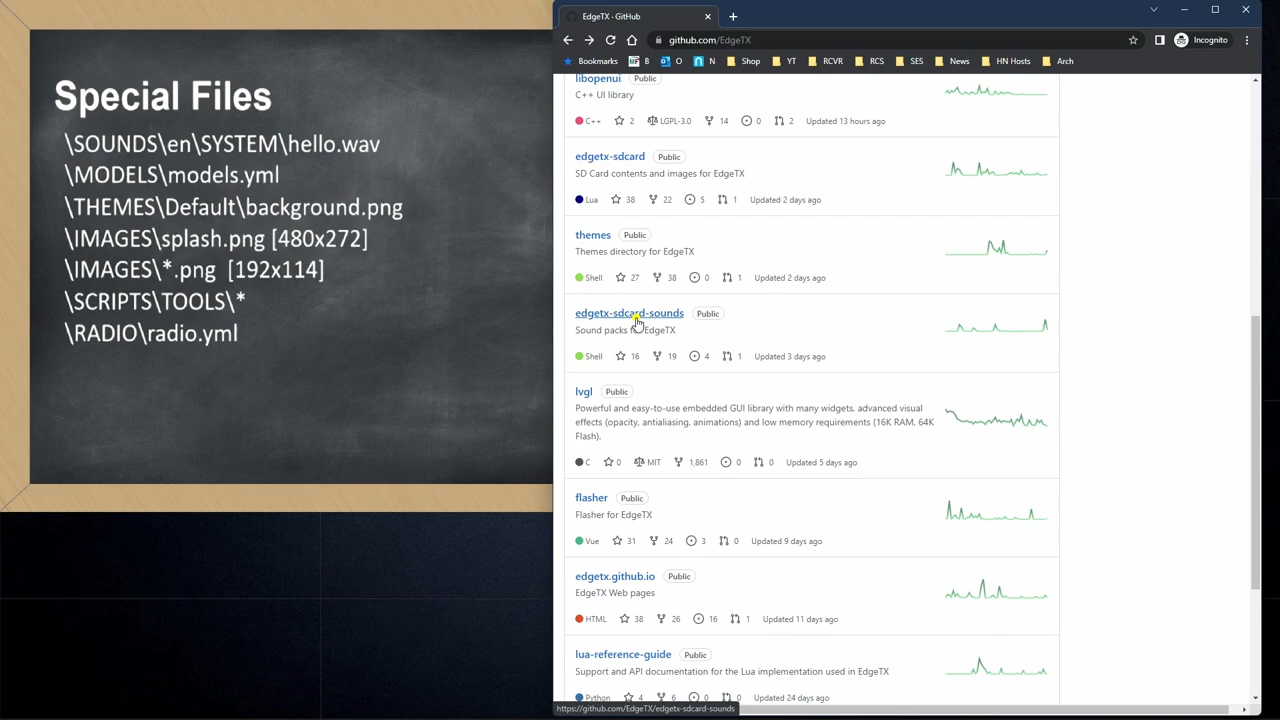 Special Files
\SOUNDS\en\SYSTEM\hello.wav
\MODELS\models.yml
\THEMES\Default\background.png
\IMAGES\splash.png [480x272]
\IMAGES\*.png [192x114]
\SCRIPTS\TOOLS\*
\RADIO\radio.yml
EdgeTX · GitHub
github.com/EdgeTX
Incognito
Bookmarks B O N Shop YT RCVR RCS SES News HN Hosts Arch
libopenui Public
C++ UI library
C++ 2 LGPL-3.0 14 0 2 Updated 13 hours ago
edgetx-sdcard Public
SD Card contents and images for EdgeTX
Lua 38 22 5 1 Updated 2 days ago
themes Public
Themes directory for EdgeTX
Shell 27 38 0 1 Updated 2 days ago
edgetx-sdcard-sounds Public
Sound packs EdgeTX
Shell 16 19 4 1 Updated 3 days ago
lvgl Public
Powerful and easy-to-use embedded GUI library with many widgets, advanced visual
effects (opacity, antialiasing, animations) and low memory requirements (16K RAM, 64K
Flash).
C 0 MIT 1,861 0 0 Updated 5 days ago
flasher Public
Flasher for EdgeTX
Vue 31 24 3 0 Updated 9 days ago
edgetx.github.io Public
EdgeTX Web pages
HTML 38 26 16 1 Updated 11 days ago
lua-reference-guide Public
Support and API documentation for the Lua implementation used in EdgeTX
Python 4 6 0 0 Updated 24 days ago
https://github.com/EdgeTX/edgetx-sdcard-sounds